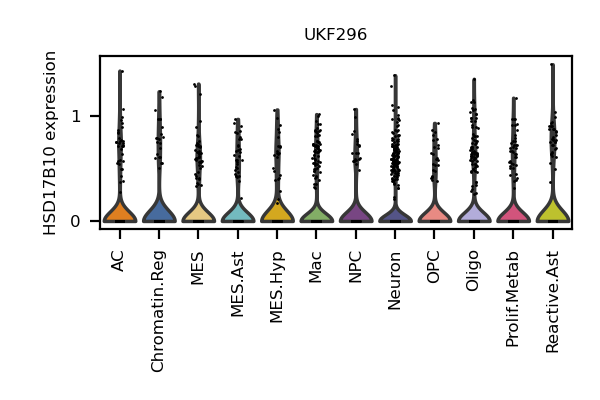 UKF296
HSD17B10 expression
1
0
AC
Chromatin.Reg
MES
MES.Ast
MES.Hyp
Mac
NPC
Neuron
OPC
Oligo
Prolif.Metab
Reactive.Ast